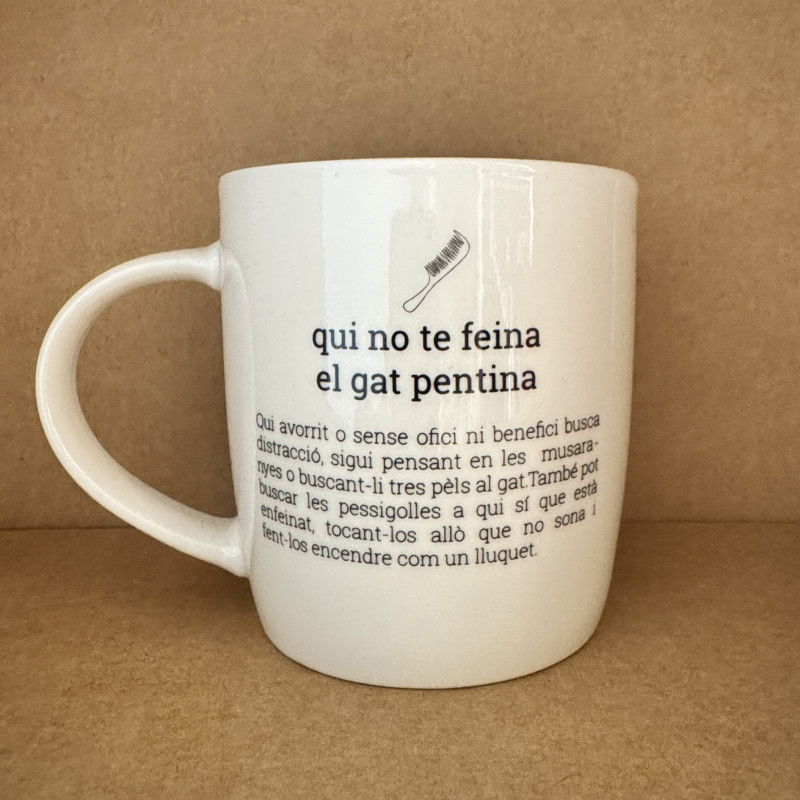 qui no te feina
el gat pentina
Qui avorrit o sense ofici ni benefici busca
distracció, sigui pensant en les musara-
nyes o buscant-li tres pèls al gat.També pot
buscar les pessigolles a qui sí que està
enfeinat, tocant-los allò que no sona i
fent-los encendre com un lluquet.